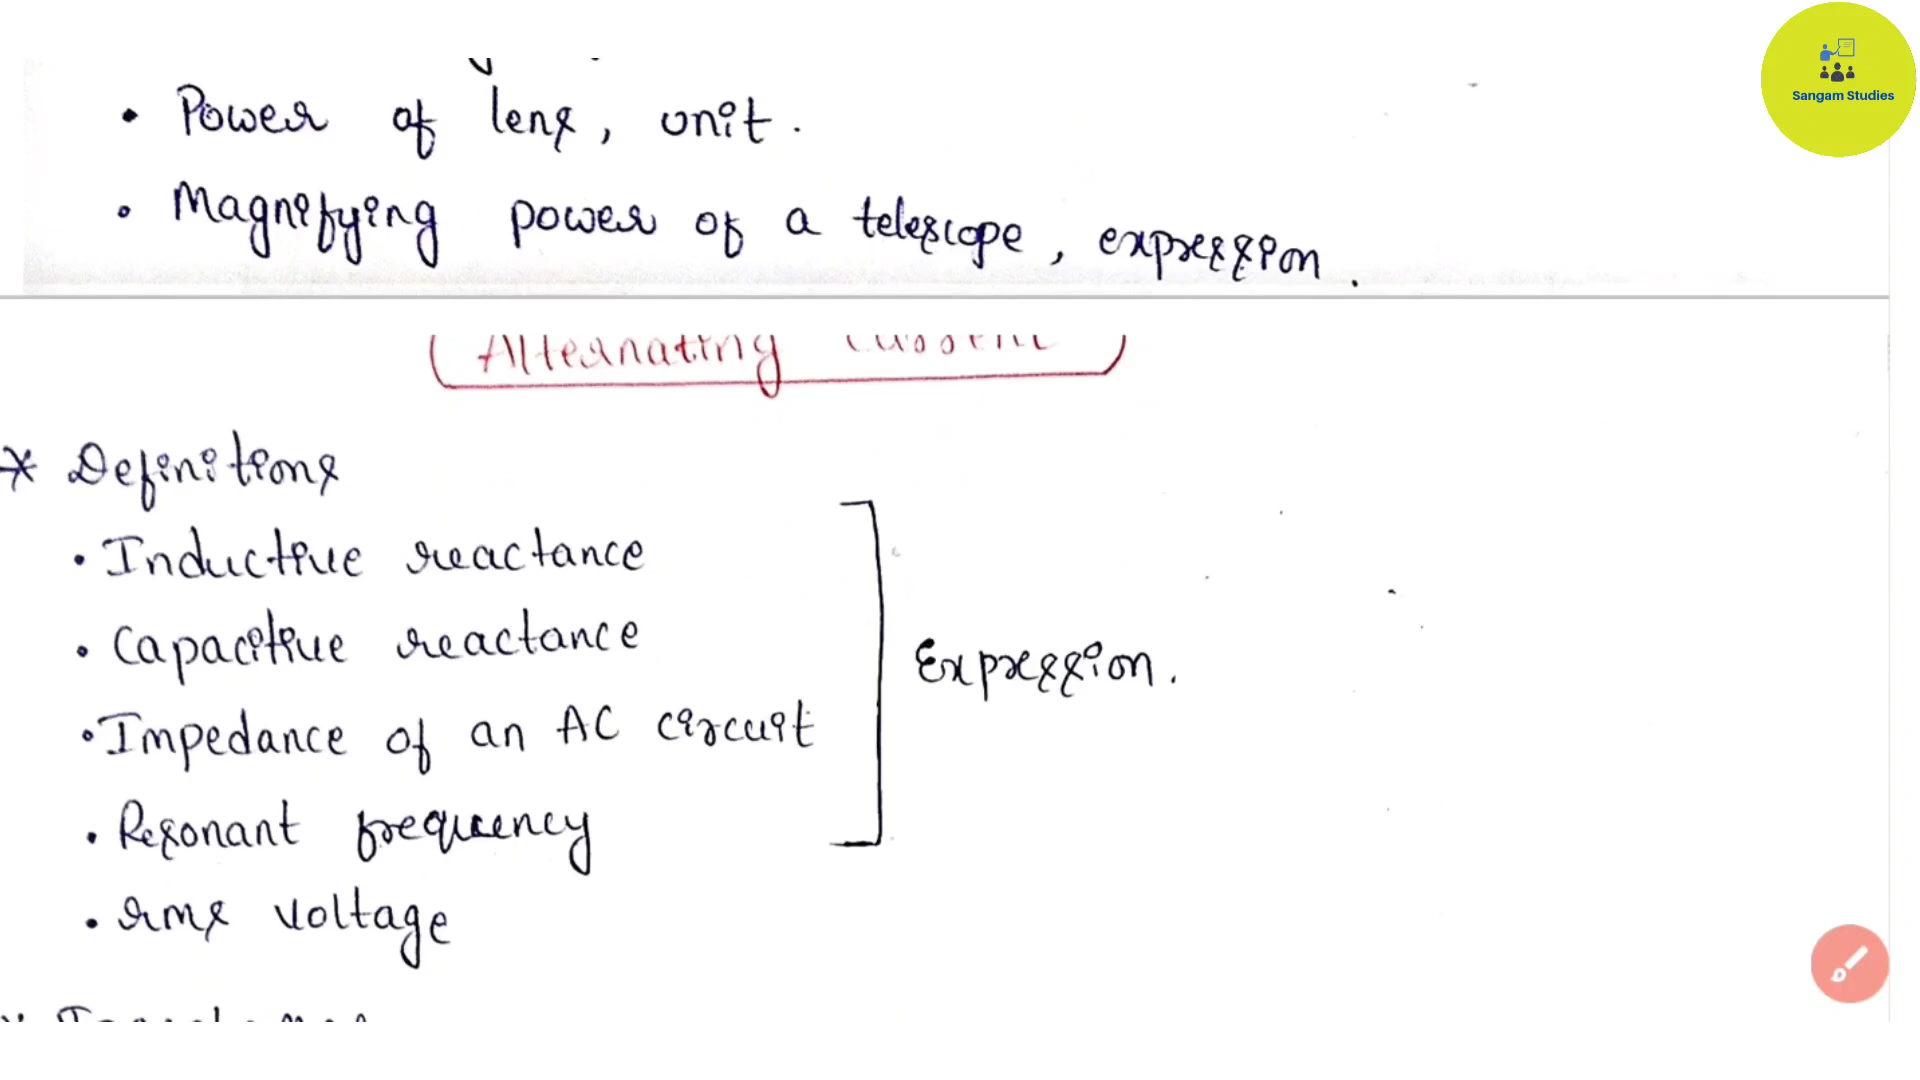 • Power of lens, unit.
• Magnifying power of a telescope, expression.
Alternating Current
* Definitions
• Inductive reactance
• Capacitive reactance
• Impedance of an AC circuit
Expression.
• Resonant frequency
• rms voltage
Sangam Studies